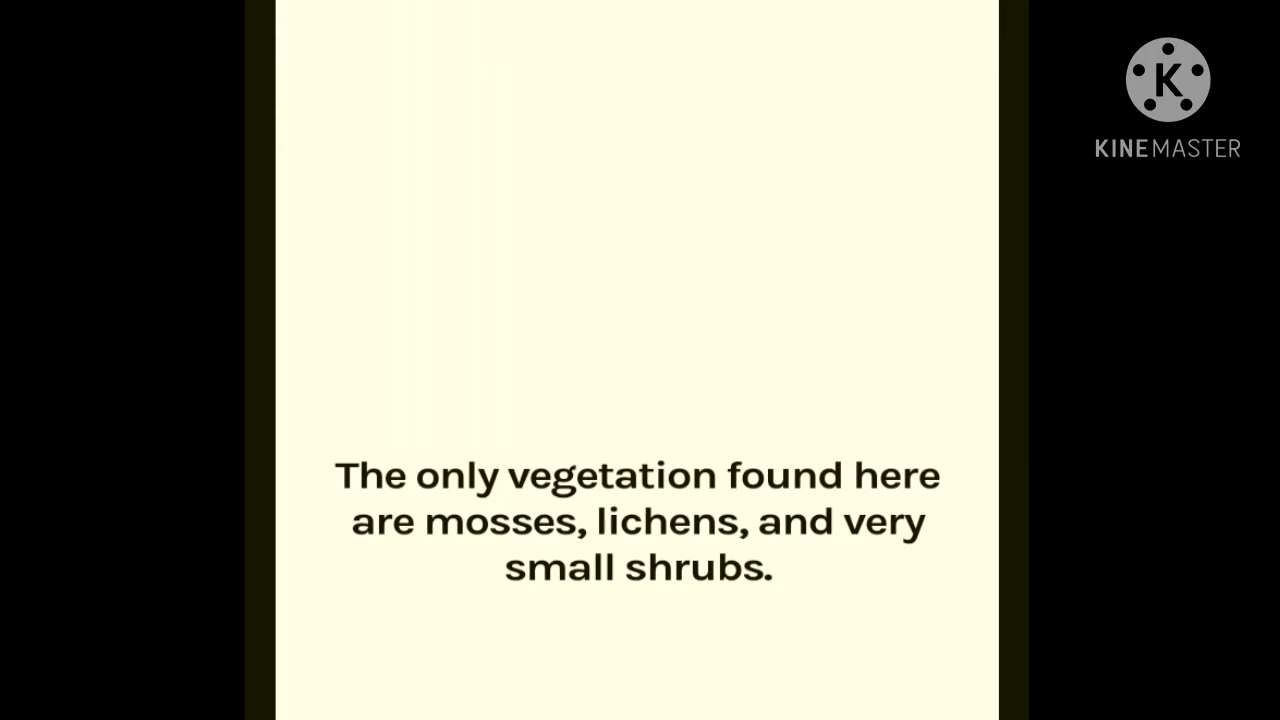 K
KINEMASTER
The only vegetation found here
are mosses, lichens, and very
small shrubs.